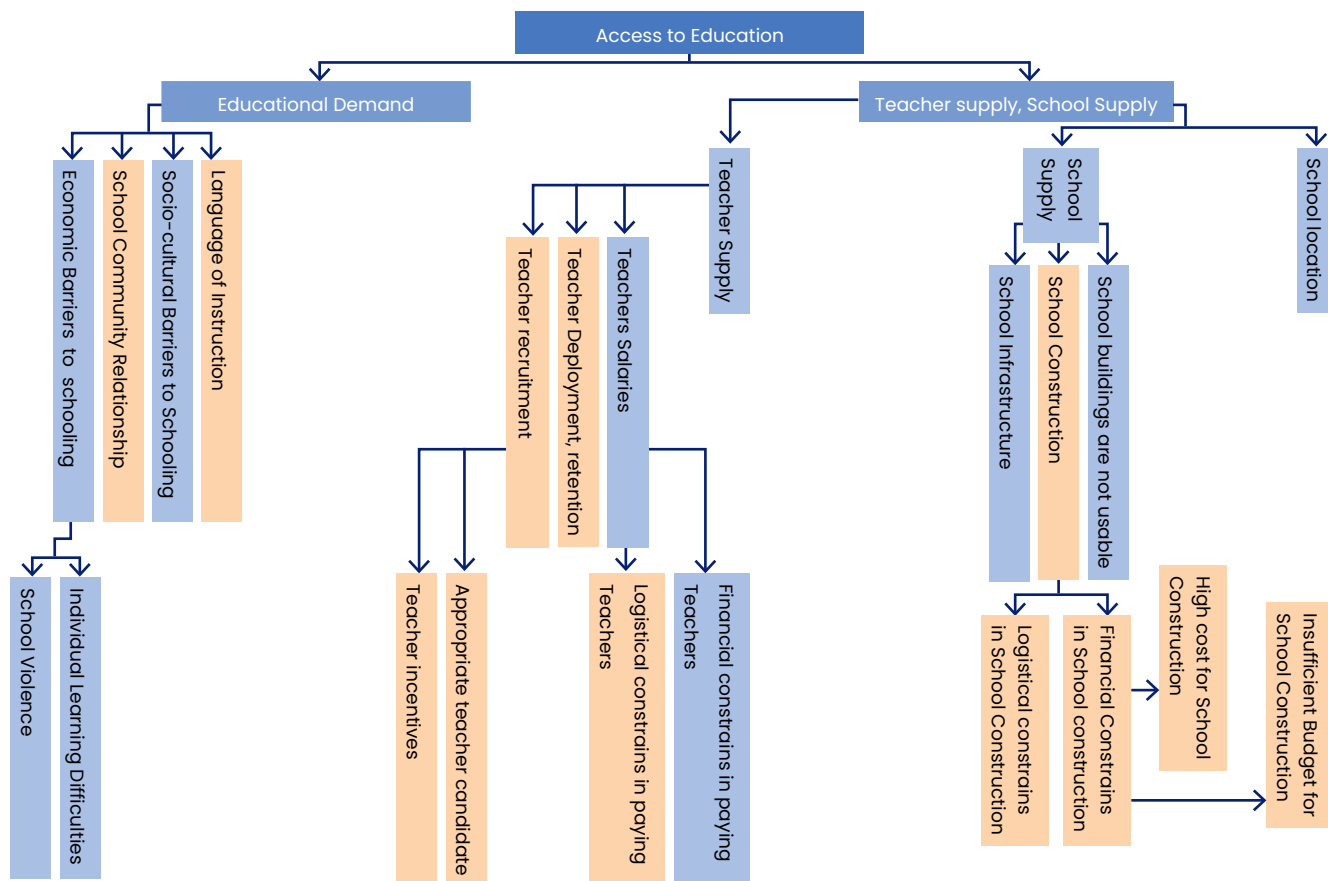 Access to Education
Educational Demand
Teacher supply, School Supply
Economic Barriers to schooling
School Community Relationship
Socio-cultural Barriers to Schooling
Language of Instruction
School Violence
Individual Learning Difficulties
Teacher Supply
Teacher recruitment
Teacher Deployment, retention
Teachers Salaries
Teacher incentives
Appropriate teacher candidate
Logistical constrains in paying
Teachers
Financial constrains in paying
Teachers
School
Supply
School location
School Infrastructure
School Construction
School buildings are not usable
Logistical constrains
in School Construction
Financial Constrains
in School construction
High cost for School
Construction
Insufficient Budget for
School Construction